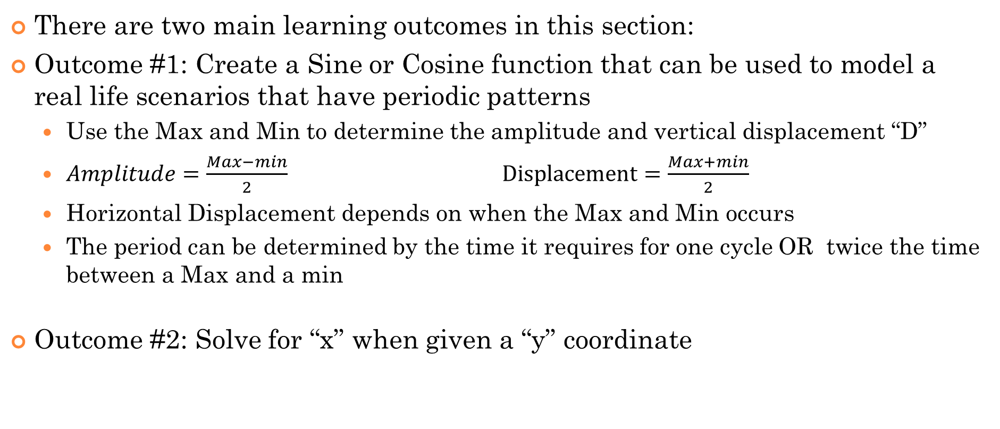 There are two main learning outcomes in this section:
Outcome #1: Create a Sine or Cosine function that can be used to model a
real life scenarios that have periodic patterns
Use the Max and Min to determine the amplitude and vertical displacement “D”
Amplitude = (Max−min)/2 Displacement = (Max+min)/2
Horizontal Displacement depends on when the Max and Min occurs
The period can be determined by the time it requires for one cycle OR  twice the time
between a Max and a min
Outcome #2: Solve for “x” when given a “y” coordinate